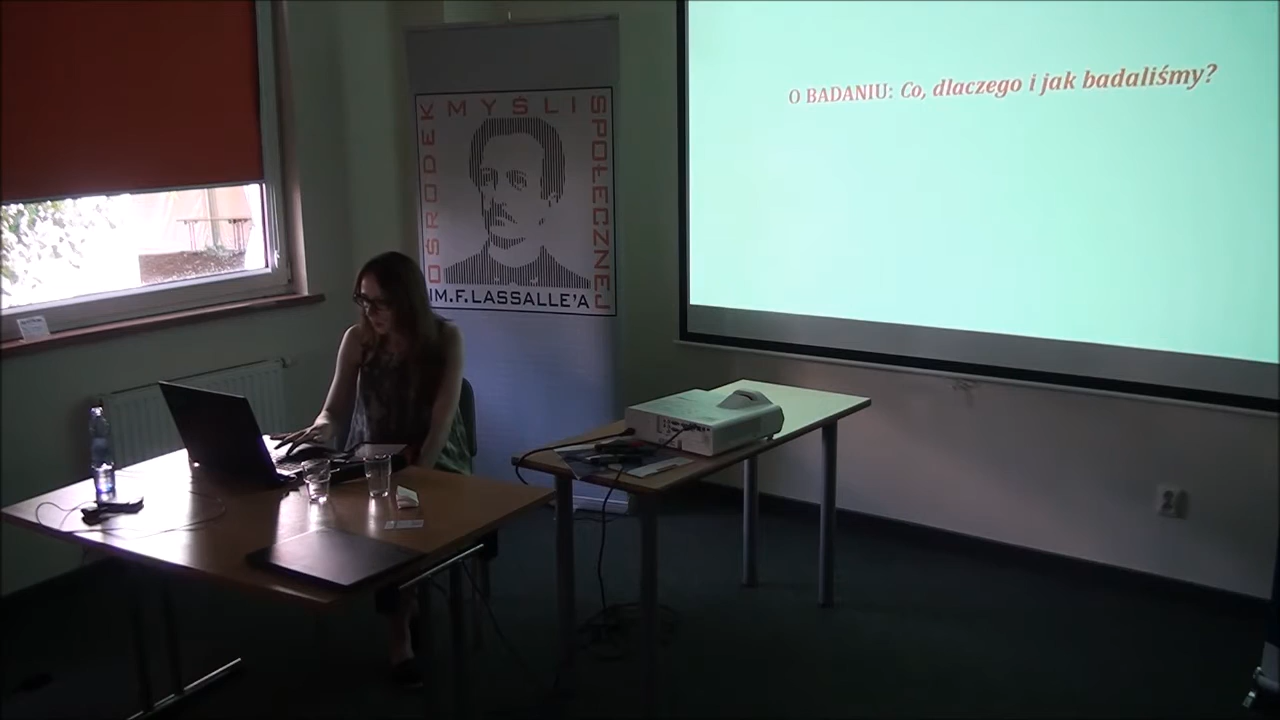 OŚRODEK MYŚLI SPOŁECZNEJ
IM.F.LASSALLE'A
O BADANIU: Co, dlaczego i jak badaliśmy?